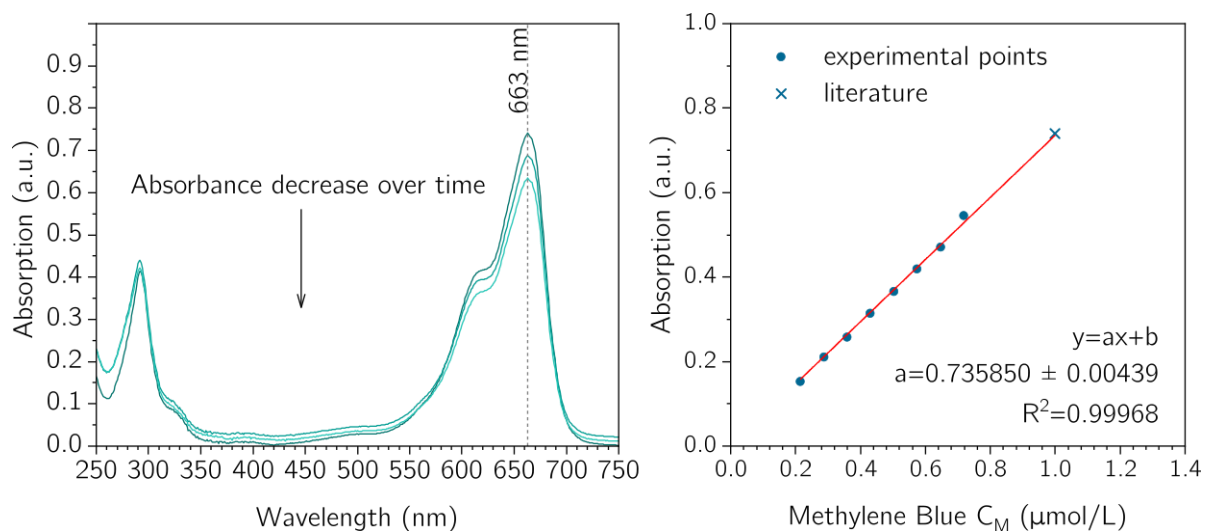 0.9
0.8
0.7
0.6
0.5
0.4
0.3
0.2
0.1
0.0
Absorption (a.u.)
663 nm
Absorbance decrease over time
250 300 350 400 450 500 550 600 650 700 750
Wavelength (nm)
1.0
0.8
0.6
0.4
0.2
0.0
Absorption (a.u.)
experimental points
literature
y=ax+b
a=0.735850 ± 0.00439
R²=0.99968
0.0 0.2 0.4 0.6 0.8 1.0 1.2 1.4
Methylene Blue C_M (μmol/L)